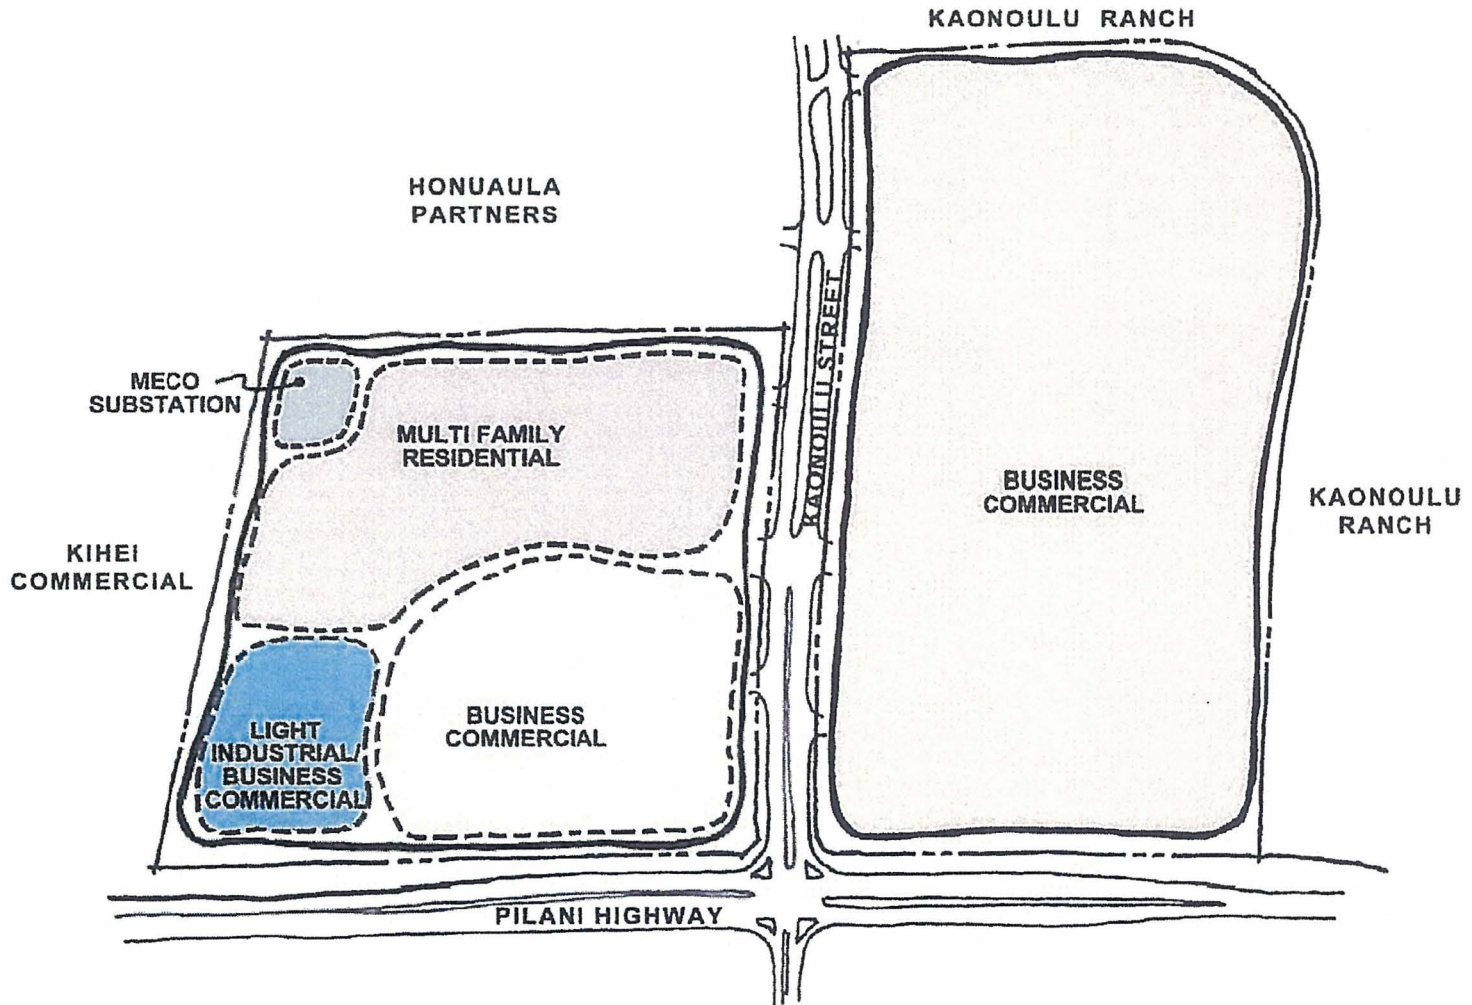 KAONOULU RANCH
HONUAULA
PARTNERS
KAONOULU STREET
MECO
SUBSTATION
MULTI FAMILY
RESIDENTIAL
BUSINESS
COMMERCIAL
KAONOULU
RANCH
KIHEI
COMMERCIAL
LIGHT
INDUSTRIAL/
BUSINESS
COMMERCIAL
BUSINESS
COMMERCIAL
PILANI HIGHWAY